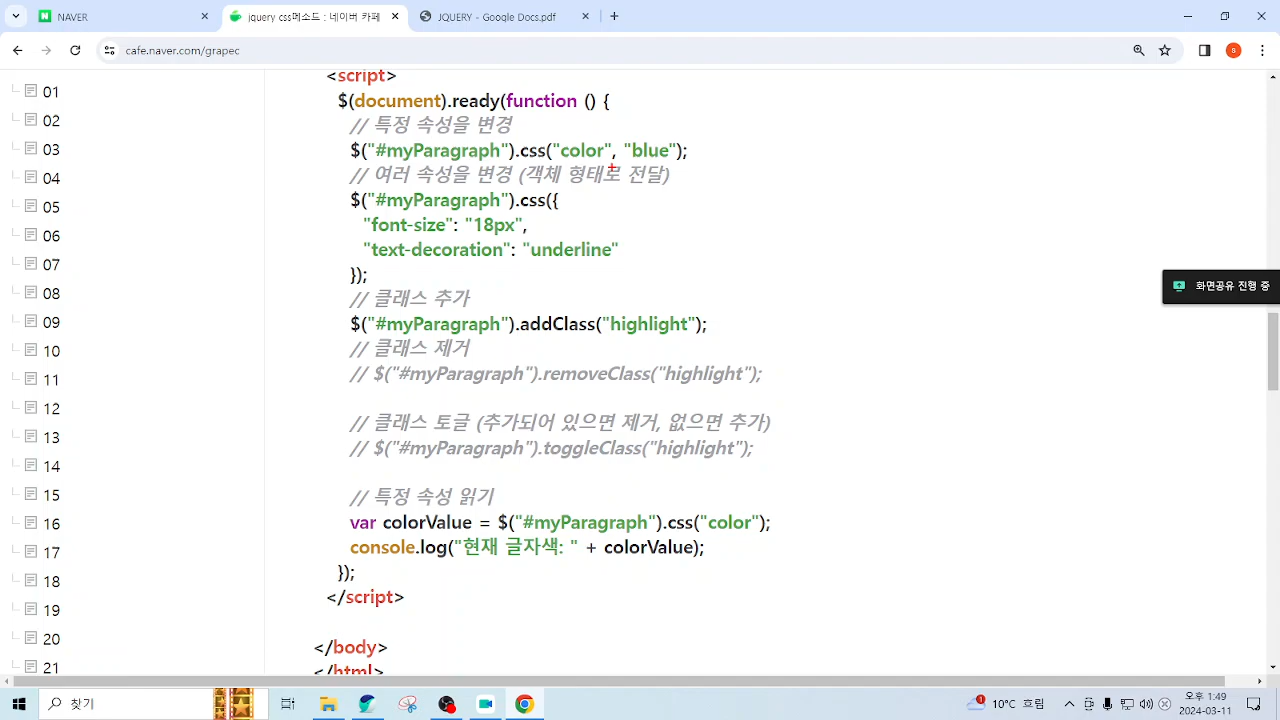 NAVER
jquery css메소드 : 네이버 카페
JQUERY - Google Docs.pdf
cafe.naver.com/grapec
01
02
03
04
05
06
07
08
09
10
11
12
13
14
15
16
17
18
19
20
21
<script>
$(document).ready(function () {
// 특정 속성을 변경
$("#myParagraph").css("color", "blue");
// 여러 속성을 변경 (객체 형태로 전달)
$("#myParagraph").css({
"font-size": "18px",
"text-decoration": "underline"
});
// 클래스 추가
$("#myParagraph").addClass("highlight");
// 클래스 제거
// $("#myParagraph").removeClass("highlight");
// 클래스 토글 (추가되어 있으면 제거, 없으면 추가)
// $("#myParagraph").toggleClass("highlight");
// 특정 속성 읽기
var colorValue = $("#myParagraph").css("color");
console.log("현재 글자색: " + colorValue);
});
</script>
</body>
</html>
화면공유 진행 중
찾기
10°C 흐림
오후 1:49
2024-03-11